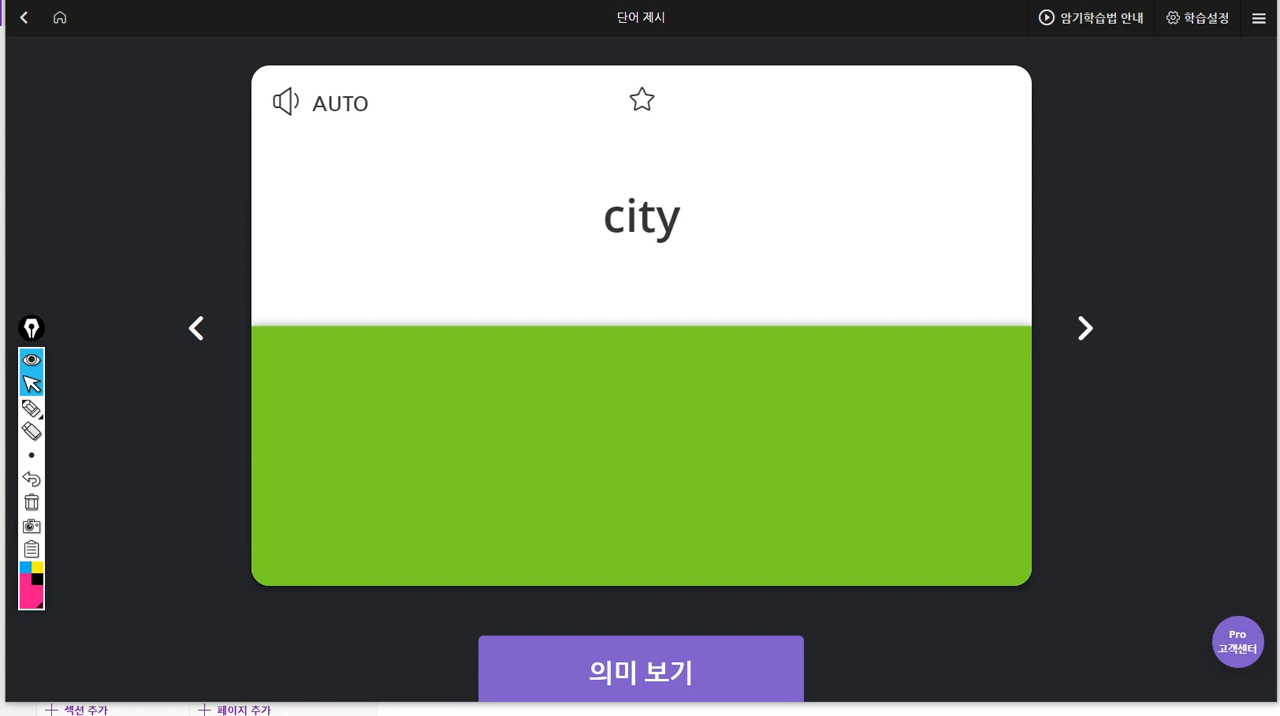 단어 제시
암기학습법 안내
학습설정
AUTO
city
의미 보기
Pro
고객센터
섹션 추가
페이지 추가